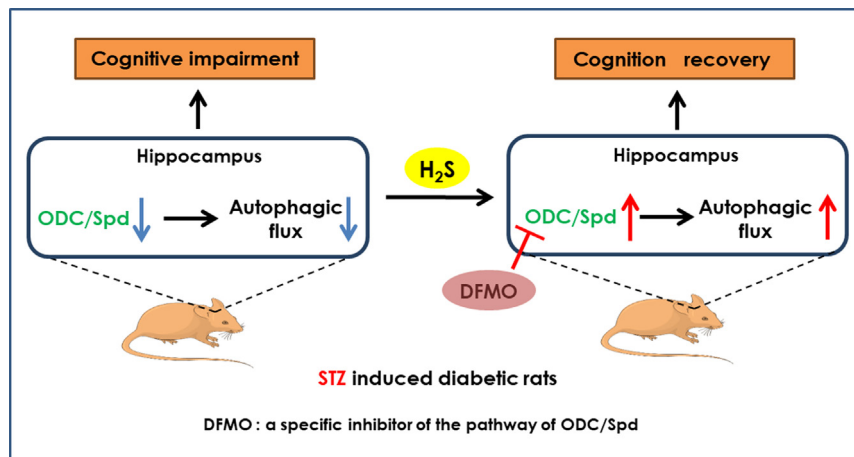 Cognitive impairment
Cognition recovery
Hippocampus
ODC/Spd
Autophagic
flux
H₂S
Hippocampus
ODC/Spd
Autophagic
flux
DFMO
STZ induced diabetic rats
DFMO : a specific inhibitor of the pathway of ODC/Spd